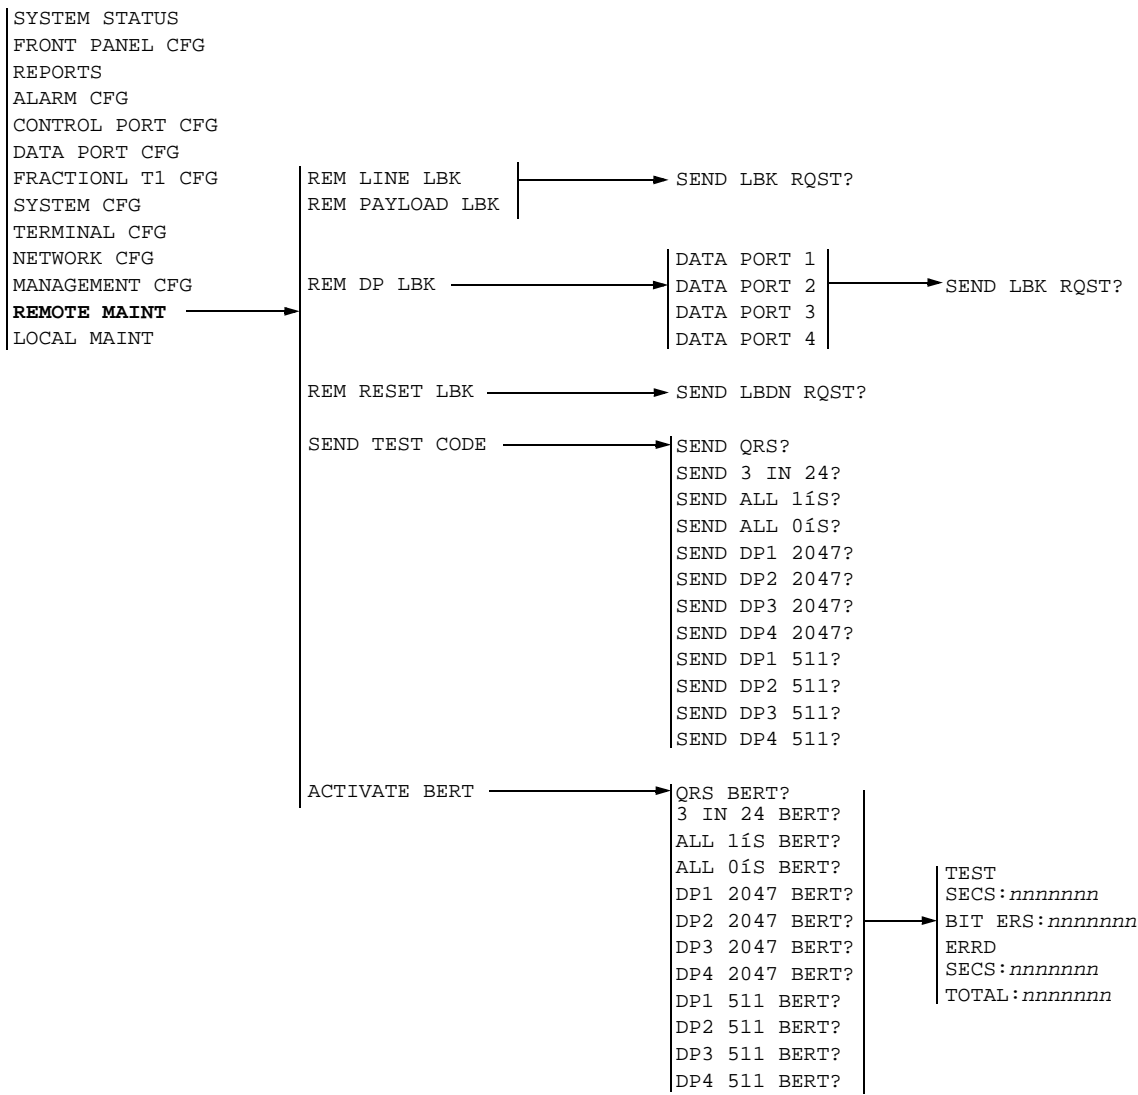 SYSTEM STATUS
FRONT PANEL CFG
REPORTS
ALARM CFG
CONTROL PORT CFG
DATA PORT CFG
FRACTIONL T1 CFG
SYSTEM CFG
TERMINAL CFG
NETWORK CFG
MANAGEMENT CFG
REMOTE MAINT
LOCAL MAINT
REM LINE LBK
REM PAYLOAD LBK
SEND LBK RQST?
REM DP LBK
DATA PORT 1
DATA PORT 2
DATA PORT 3
DATA PORT 4
SEND LBK RQST?
REM RESET LBK
SEND LBDN RQST?
SEND TEST CODE
SEND QRS?
SEND 3 IN 24?
SEND ALL 1íS?
SEND ALL 0íS?
SEND DP1 2047?
SEND DP2 2047?
SEND DP3 2047?
SEND DP4 2047?
SEND DP1 511?
SEND DP2 511?
SEND DP3 511?
SEND DP4 511?
ACTIVATE BERT
QRS BERT?
3 IN 24 BERT?
ALL 1íS BERT?
ALL 0íS BERT?
DP1 2047 BERT?
DP2 2047 BERT?
DP3 2047 BERT?
DP4 2047 BERT?
DP1 511 BERT?
DP2 511 BERT?
DP3 511 BERT?
DP4 511 BERT?
TEST
SECS:nnnnnnn
BIT ERS:nnnnnnn
ERRD
SECS:nnnnnnn
TOTAL:nnnnnnn